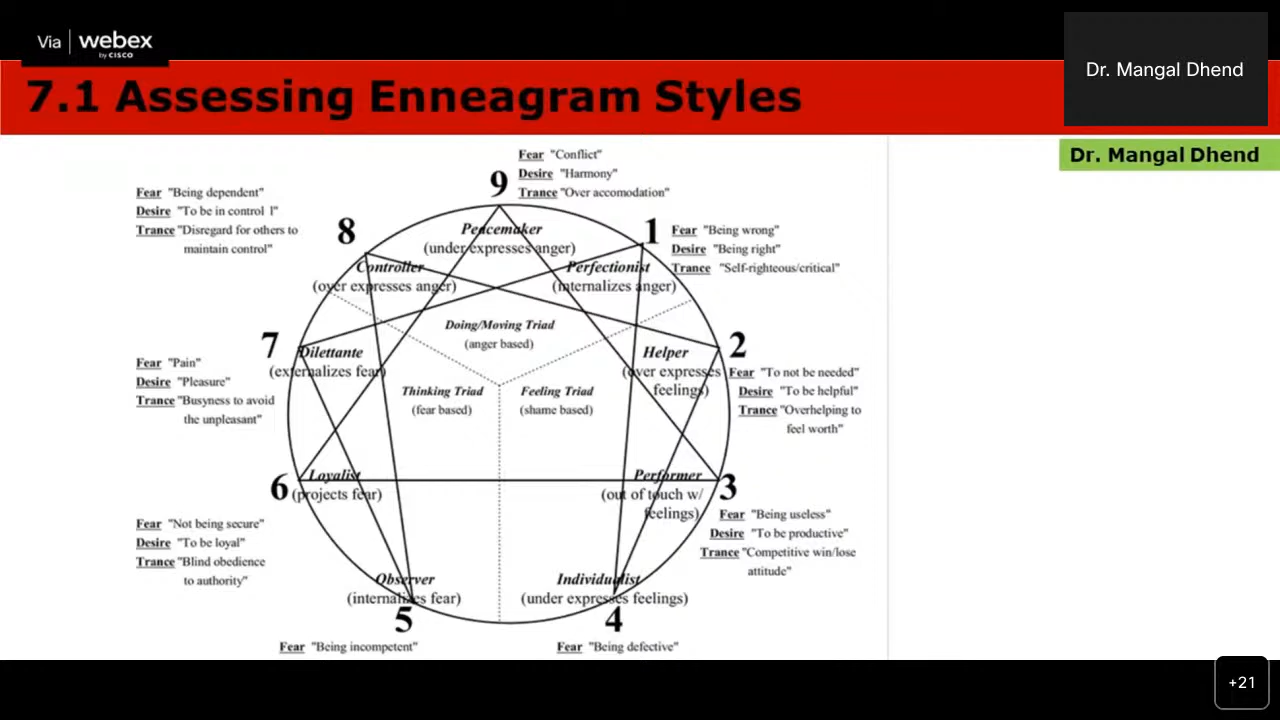 Via webex
by CISCO
Dr. Mangal Dhend
7.1 Assessing Enneagram Styles
Dr. Mangal Dhend
9
Fear "Conflict"
Desire "Harmony"
Trance "Over accomodation"
Peacemaker
(under expresses anger)
8
Fear "Being dependent"
Desire "To be in control l"
Trance "Disregard for others to
maintain control"
Controller
(over expresses anger)
1
Fear "Being wrong"
Desire "Being right"
Trance "Self-righteous/critical"
Perfectionist
(internalizes anger)
Doing/Moving Triad
(anger based)
7
Dilettante
(externalizes fear)
Fear "Pain"
Desire "Pleasure"
Trance "Busyness to avoid
the unpleasant"
Thinking Triad
(fear based)
Feeling Triad
(shame based)
2
Helper
(over expresses
feelings)
Fear "To not be needed"
Desire "To be helpful"
Trance "Overhelping to
feel worth"
6
Loyalist
(projects fear)
Fear "Not being secure"
Desire "To be loyal"
Trance "Blind obedience
to authority"
3
Performer
(out of touch w/
feelings)
Fear "Being useless"
Desire "To be productive"
Trance "Competitive win/lose
attitude"
Observer
(internalizes fear)
5
Fear "Being incompetent"
Individualist
(under expresses feelings)
4
Fear "Being defective"
+21